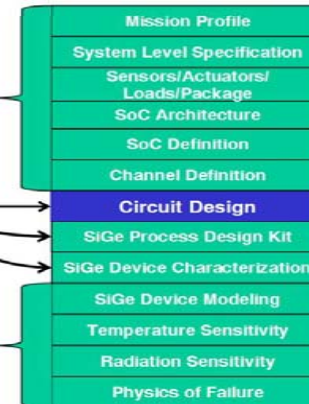 Mission Profile
System Level Specification
Sensors/Actuators/
Loads/Package
SoC Architecture
SoC Definition
Channel Definition
Circuit Design
SiGe Process Design Kit
SiGe Device Characterization
SiGe Device Modeling
Temperature Sensitivity
Radiation Sensitivity
Physics of Failure